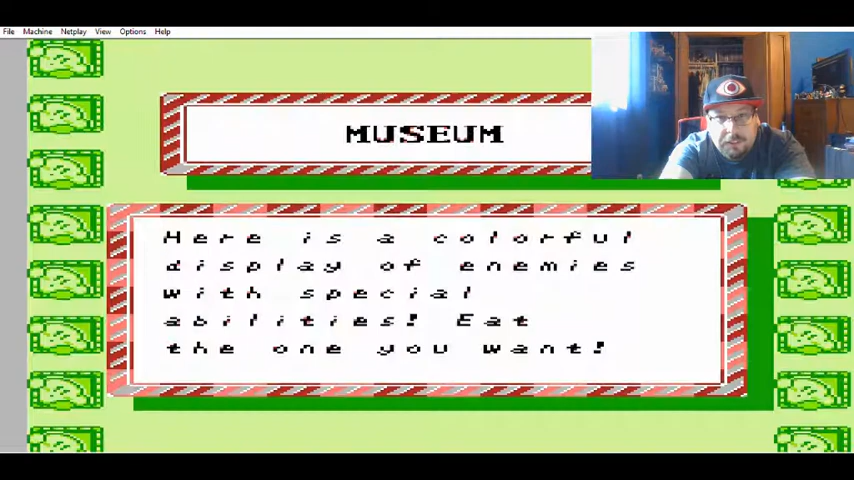 File Machine Netplay View Options Help
MUSEUM
Here is a colorful
display of enemies
with special
abilities! Eat
the one you want!